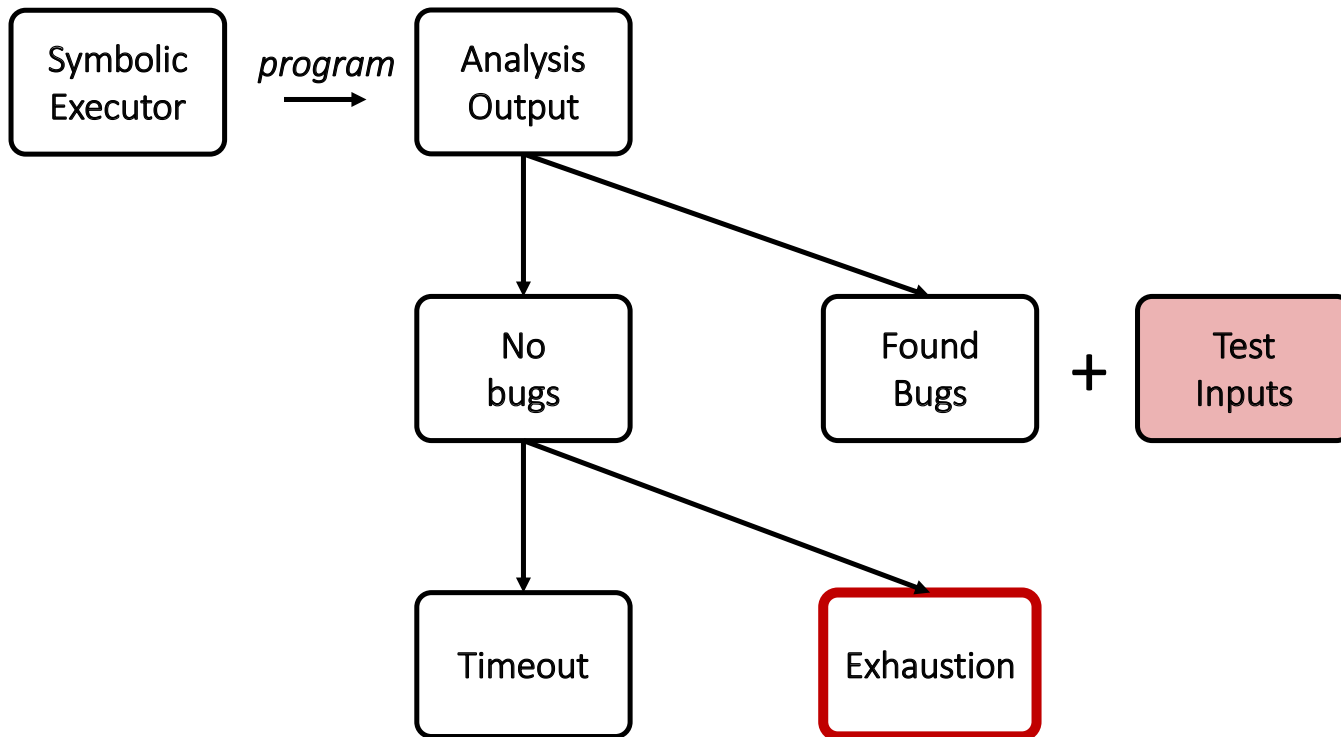 Symbolic
Executor
program
Analysis
Output
No
bugs
Found
Bugs
+
Test
Inputs
Timeout
Exhaustion